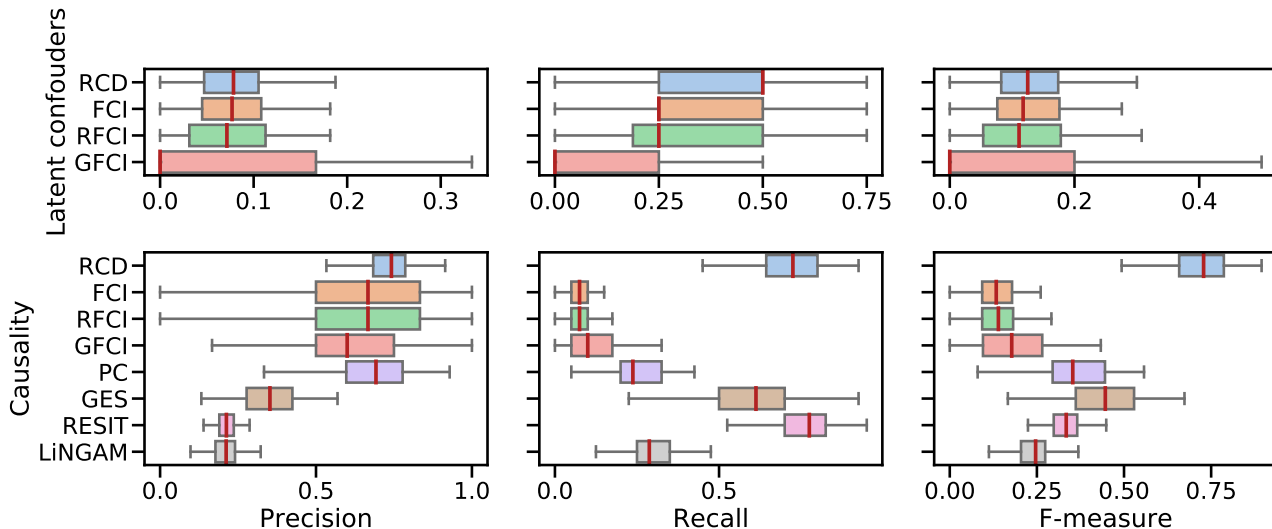 Latent confouders
RCD
FCI
RFCI
GFCI
0.0 0.1 0.2 0.3
0.0 0.25 0.50 0.75
0.0 0.2 0.4
Causality
RCD
FCI
RFCI
GFCI
PC
GES
RESIT
LiNGAM
0.0 0.5 1.0
0.0 0.5
0.00 0.25 0.50 0.75
Precision
Recall
F-measure